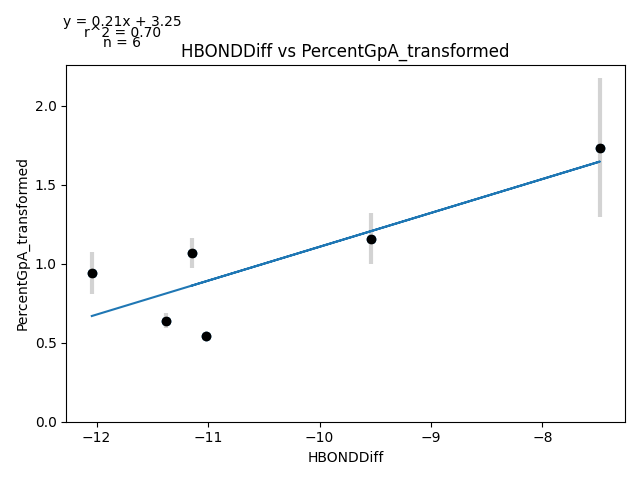 y = 0.21x + 3.25
r^2 = 0.70
n = 6
HBONDDiff vs PercentGpA_transformed
2.0
1.5
1.0
0.5
0.0
PercentGpA_transformed
−12
−11
−10
−9
−8
HBONDDiff